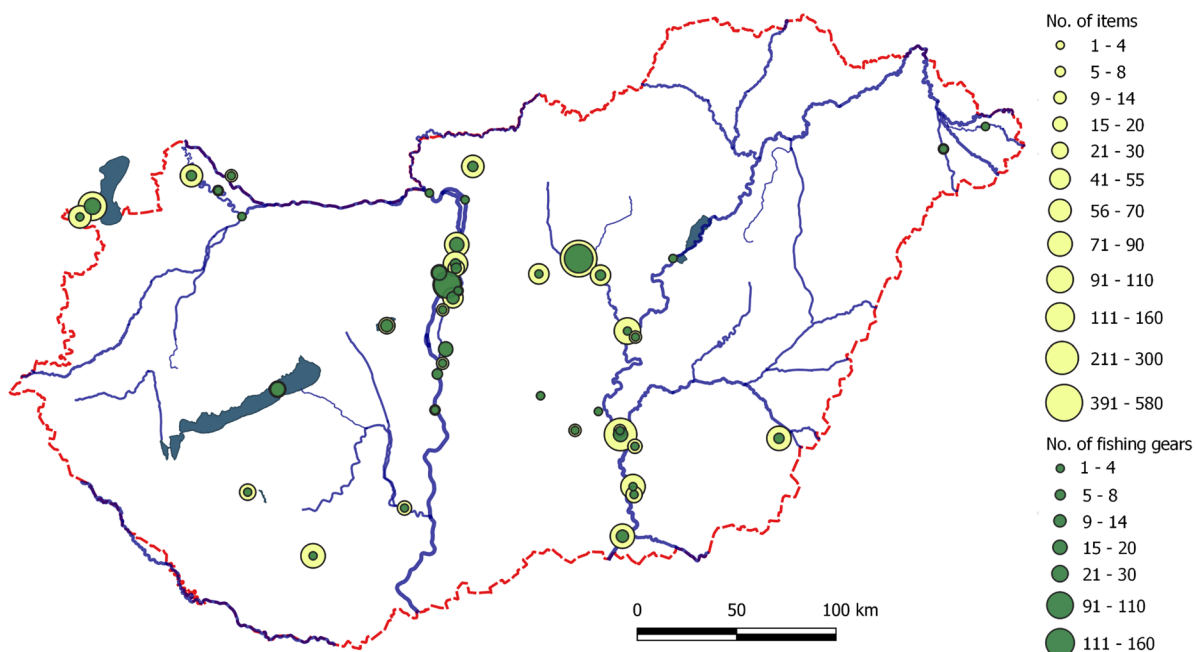 No. of items
1 - 4
5 - 8
9 - 14
15 - 20
21 - 30
41 - 55
56 - 70
71 - 90
91 - 110
111 - 160
211 - 300
391 - 580
No. of fishing gears
1 - 4
5 - 8
9 - 14
15 - 20
21 - 30
91 - 110
111 - 160
0 50 100 km